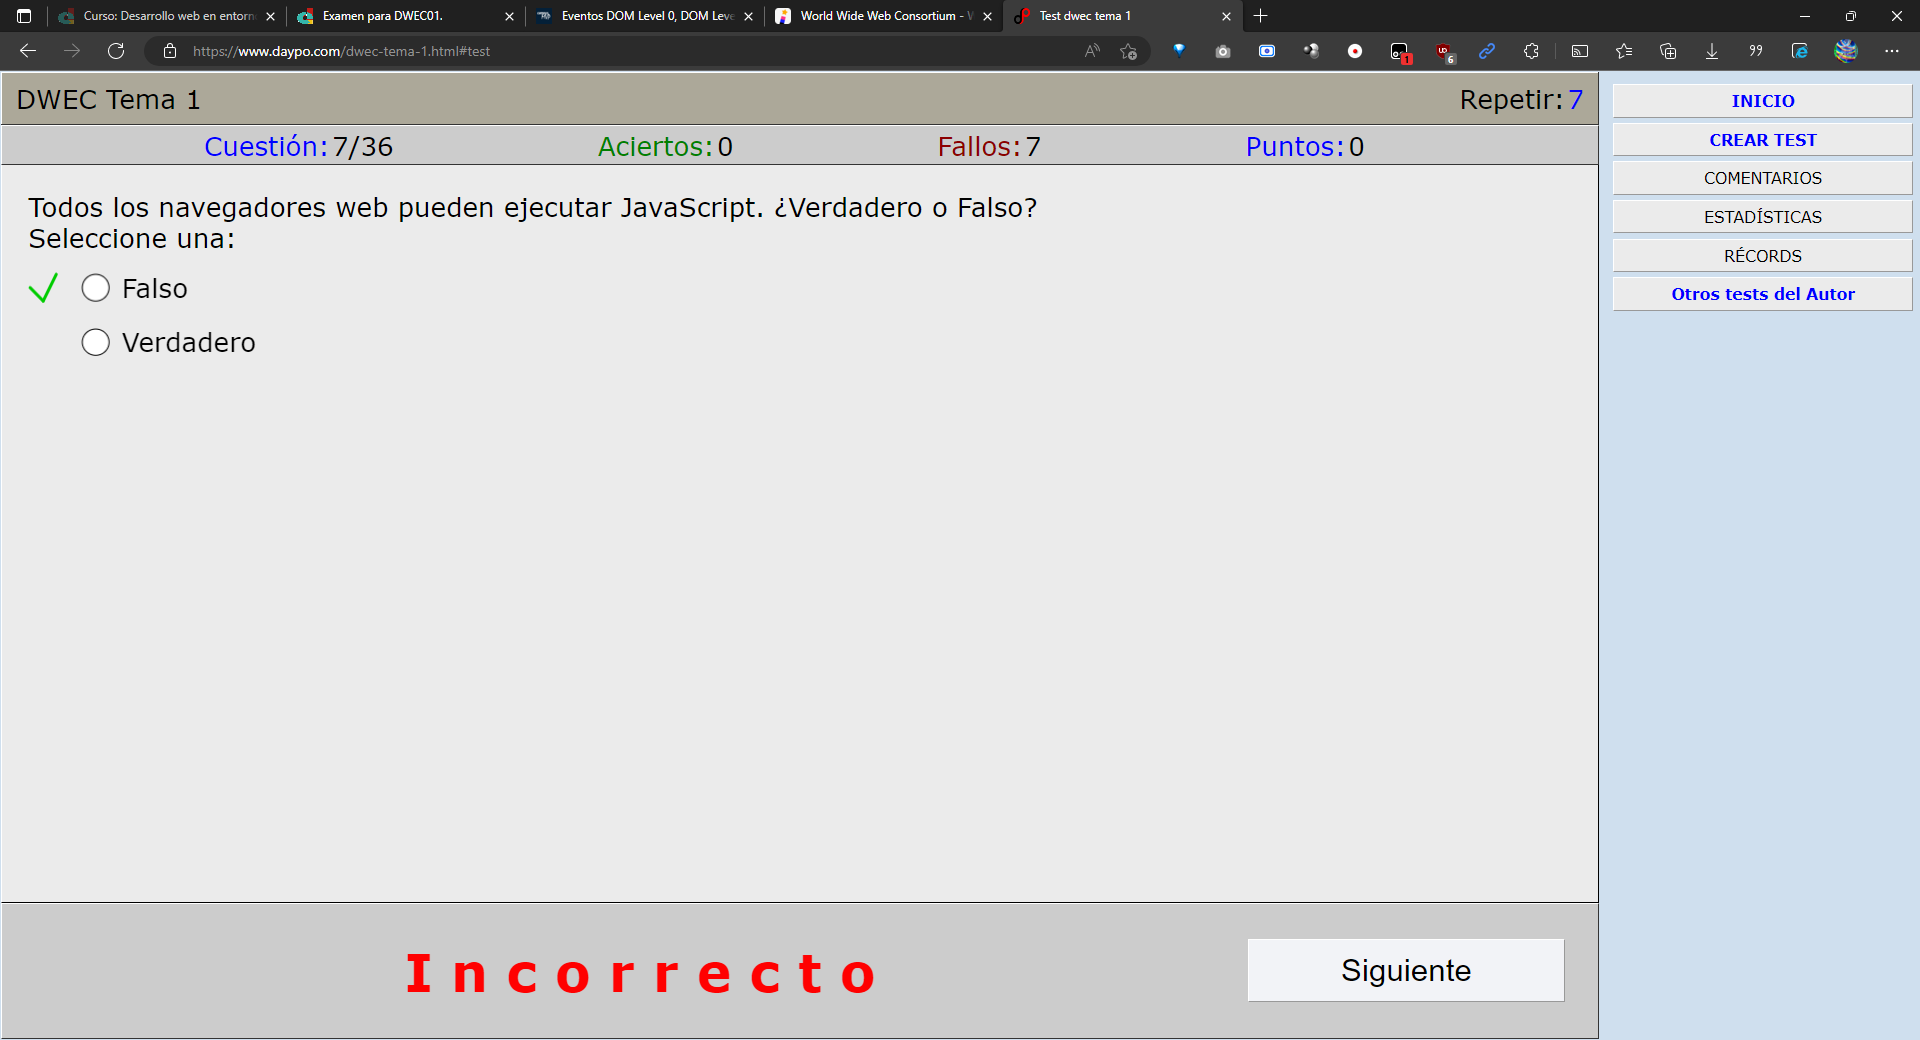 Curso: Desarrollo web en entorn
Examen para DWEC01.
Eventos DOM Level 0, DOM Leve
World Wide Web Consortium - W
Test dwec tema 1
https://www.daypo.com/dwec-tema-1.html#test
1
6
DWEC Tema 1
Repetir: 7
Cuestión: 7/36
Aciertos: 0
Fallos: 7
Puntos: 0
Todos los navegadores web pueden ejecutar JavaScript. ¿Verdadero o Falso?
Seleccione una:
Falso
Verdadero
Incorrecto
Siguiente
INICIO
CREAR TEST
COMENTARIOS
ESTADÍSTICAS
RÉCORDS
Otros tests del Autor